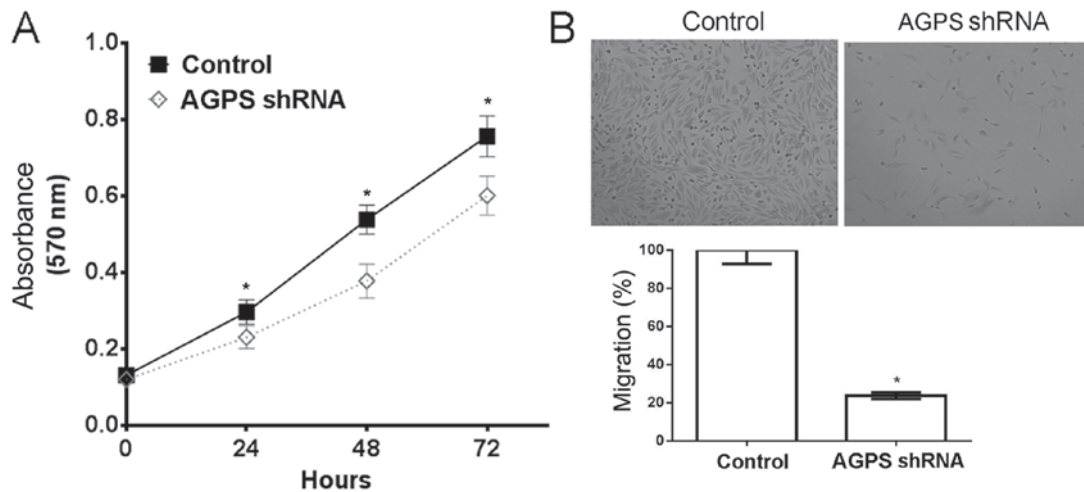 A
1.0
0.8
0.6
0.4
0.2
0.0
Absorbance
(570 nm)
Control
AGPS shRNA
*
*
*
0
24
48
72
Hours
B
Control
AGPS shRNA
100
80
60
40
20
0
Migration (%)
*
Control
AGPS shRNA